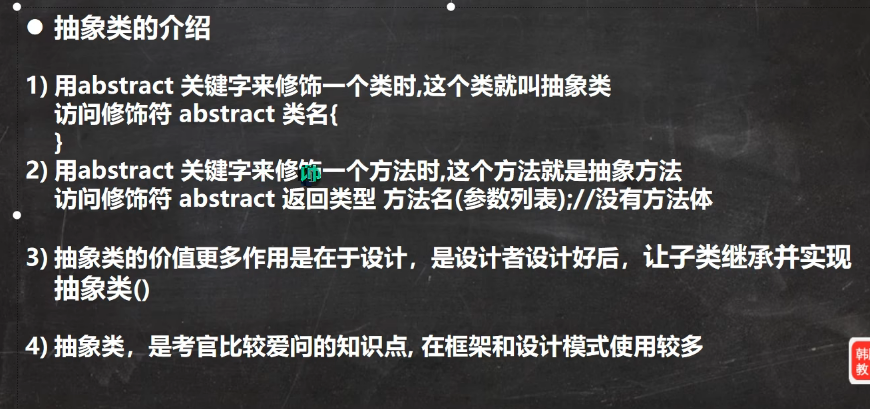 ● 抽象类的介绍
1) 用abstract 关键字来修饰一个类时,这个类就叫抽象类
访问修饰符 abstract 类名{
}
2) 用abstract 关键字来修饰一个方法时,这个方法就是抽象方法
访问修饰符 abstract 返回类型 方法名(参数列表);//没有方法体
3) 抽象类的价值更多作用是在于设计，是设计者设计好后，让子类继承并实现
抽象类()
4) 抽象类，是考官比较爱问的知识点, 在框架和设计模式使用较多